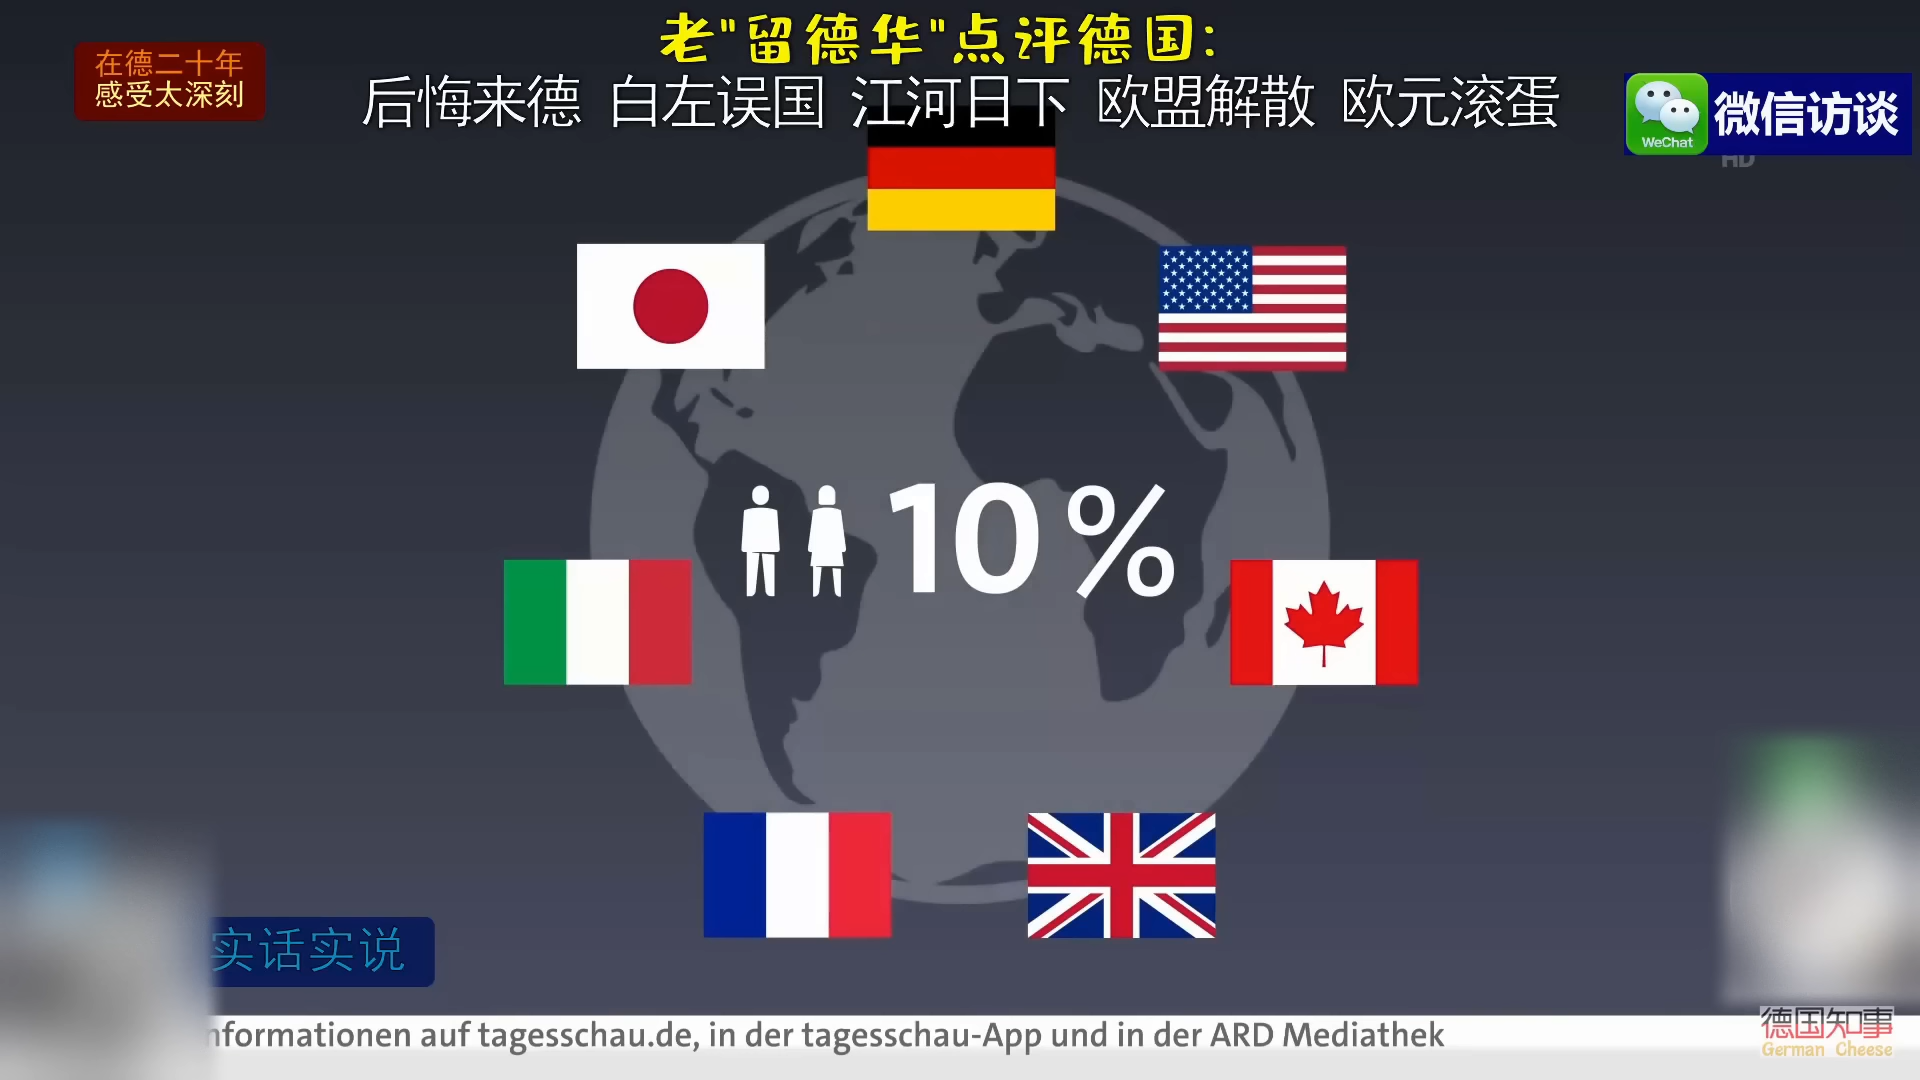 老"留德华"点评德国:
在德二十年
感受太深刻
后悔来德 白左误国 江河日下 欧盟解散 欧元滚蛋
WeChat
微信访谈
HD
10%
实话实说
nformationen auf tagesschau.de, in der tagesschau-App und in der ARD Mediathek
德国知事
German Cheese